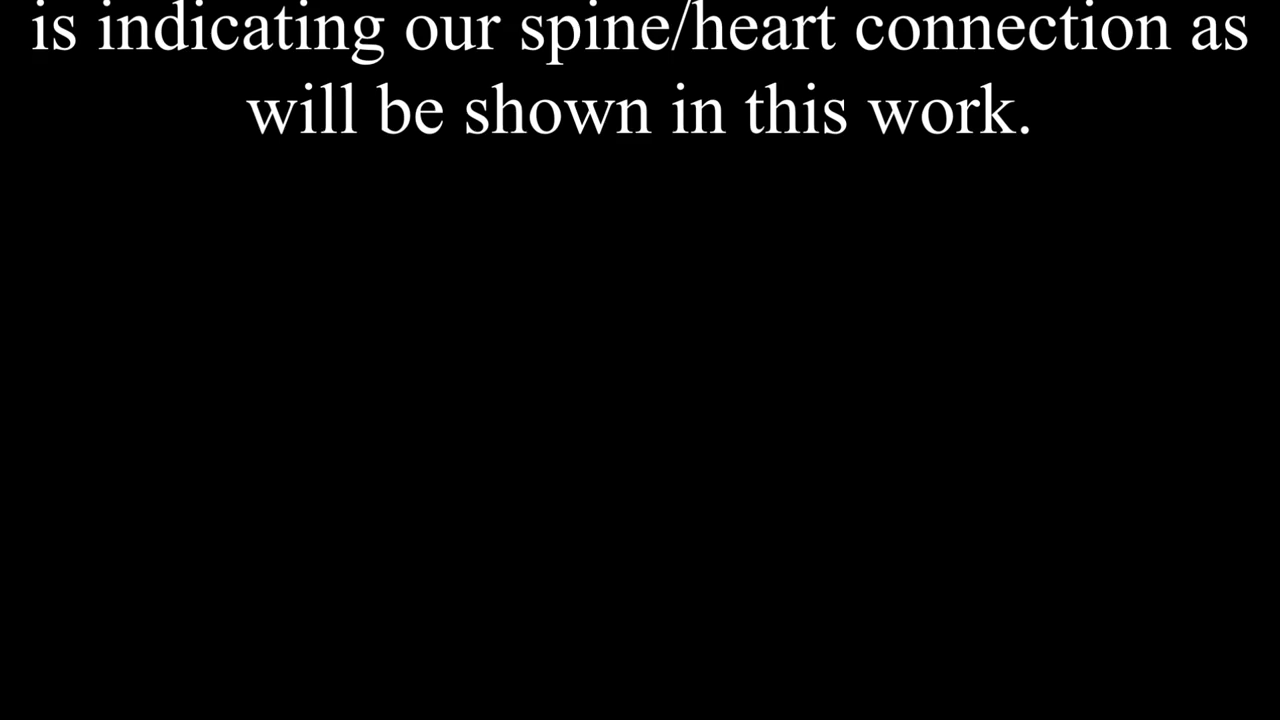 is indicating our spine/heart connection as
will be shown in this work.